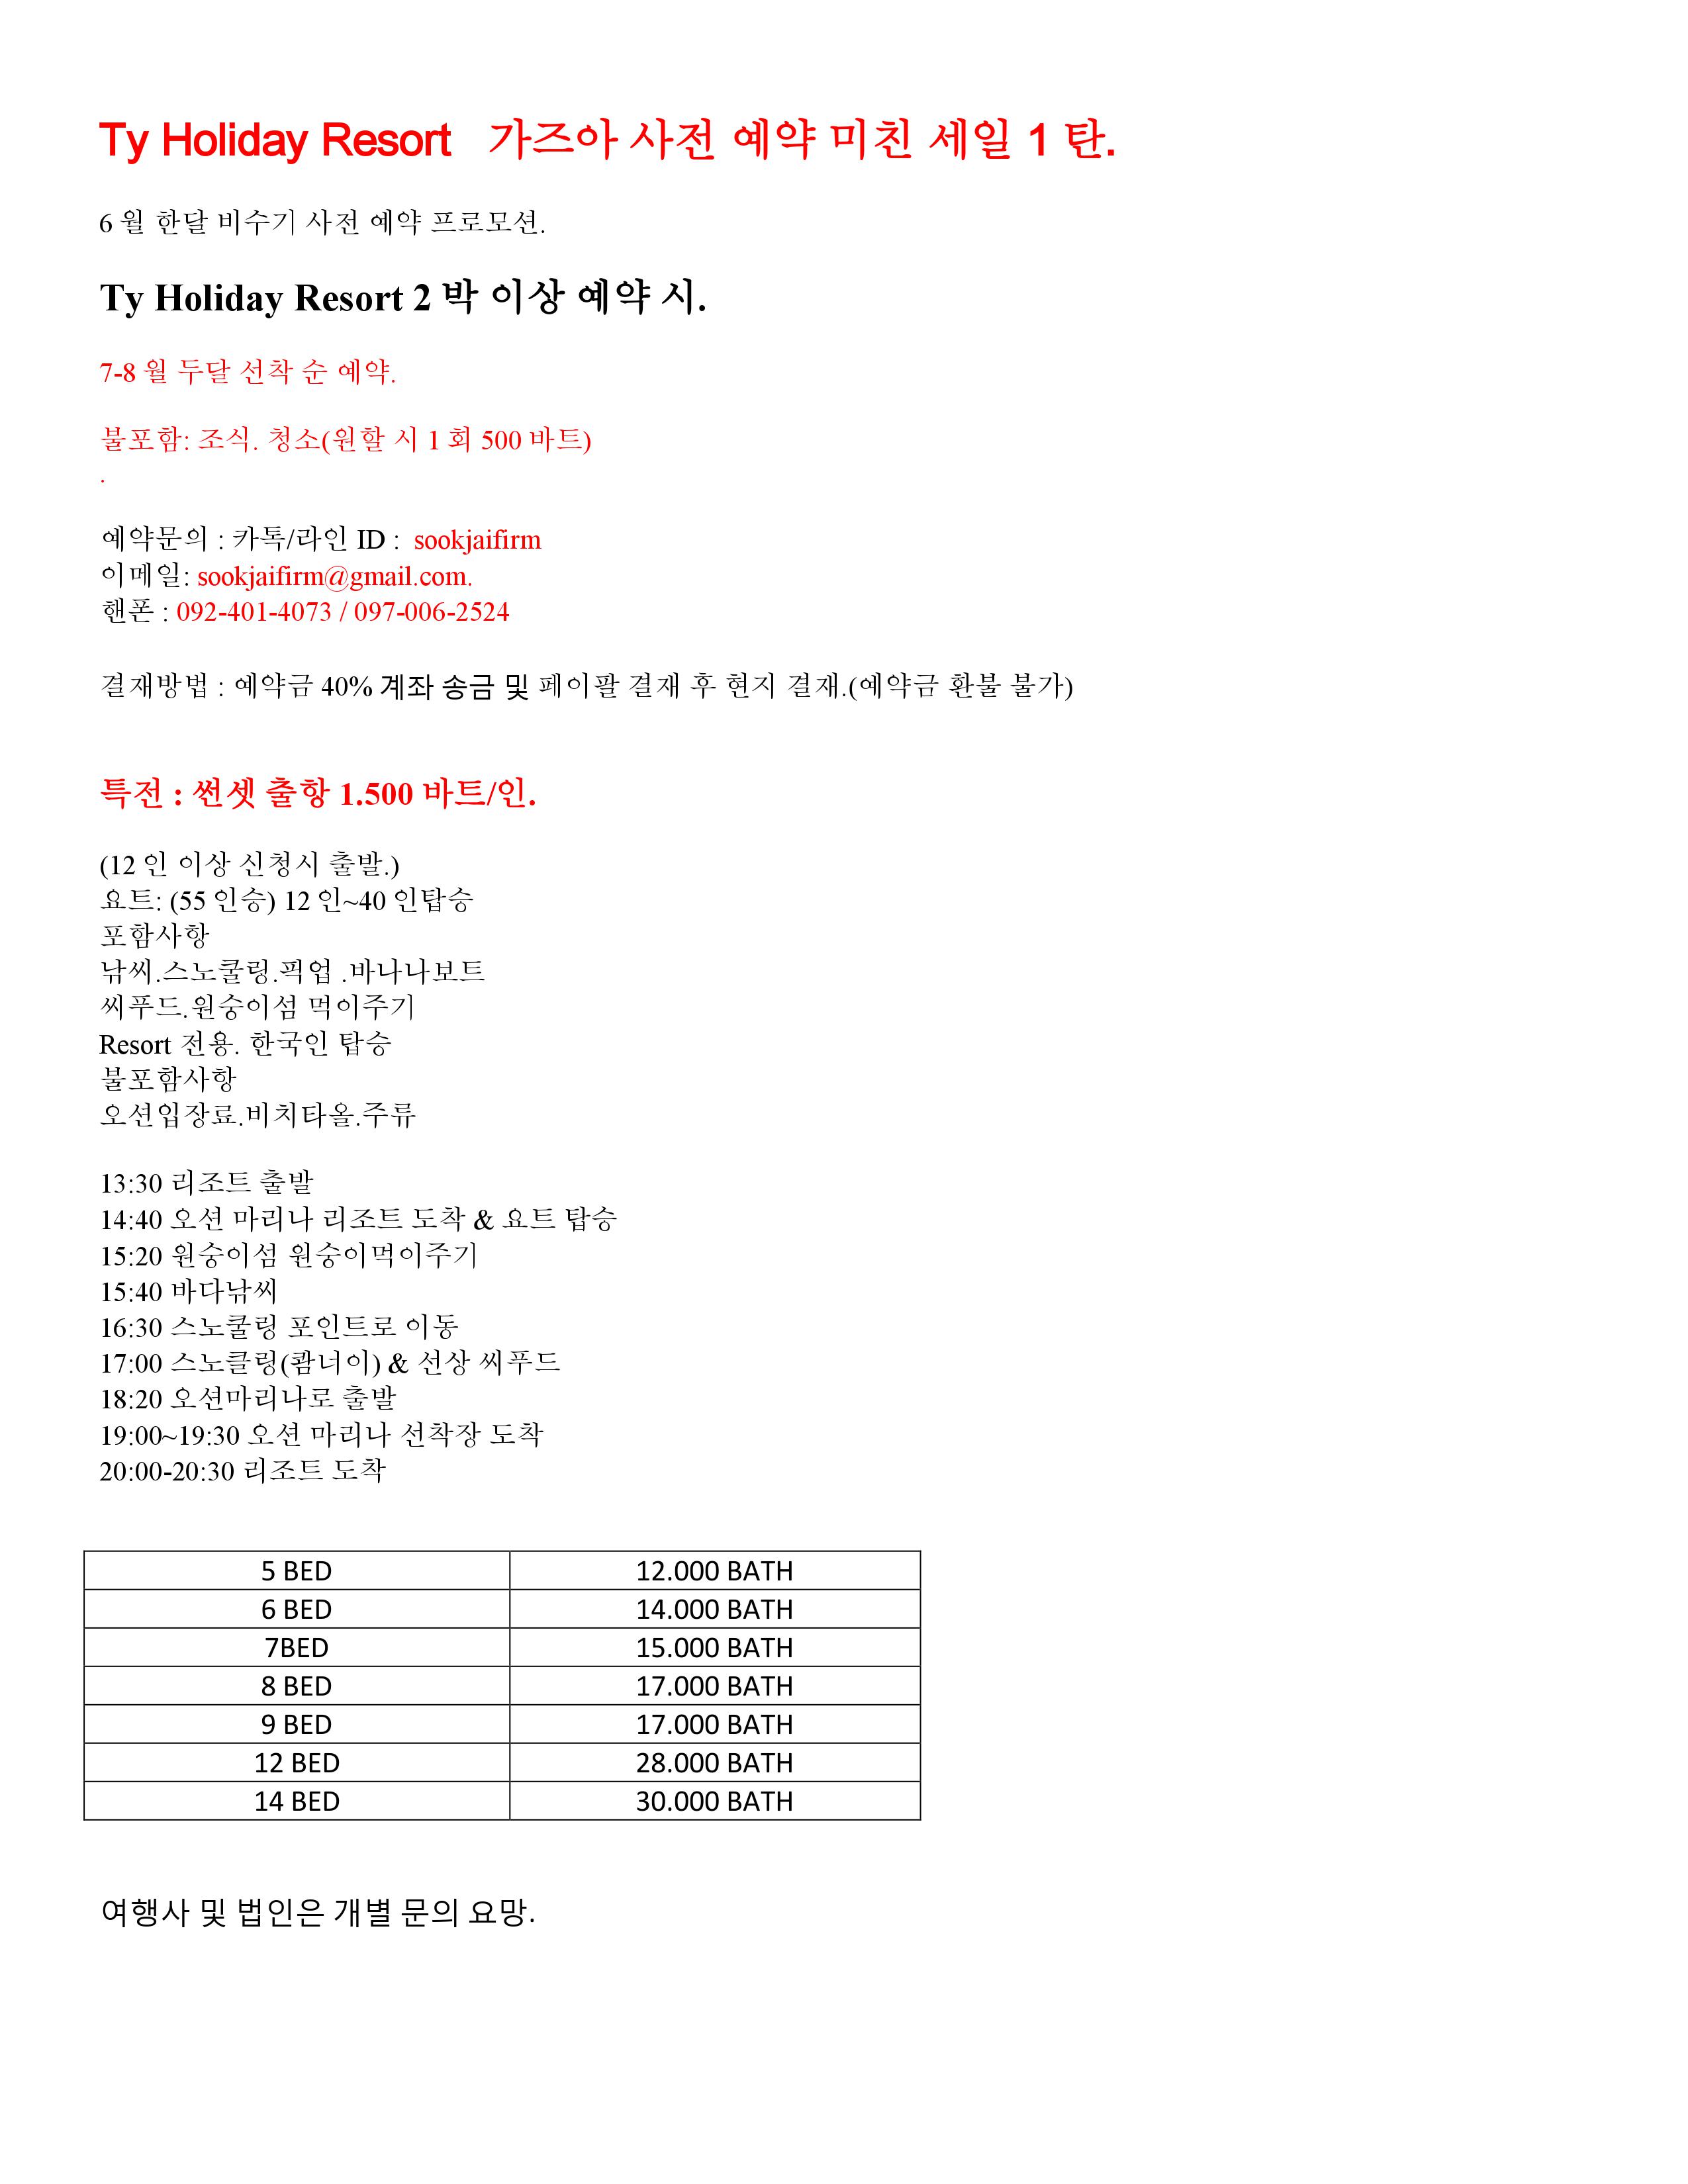 Ty Holiday Resort 가즈아 사전 예약 미친 세일 1 탄.
6 월 한달 비수기 사전 예약 프로모션.
Ty Holiday Resort 2 박 이상 예약 시.
7-8 월 두달 선착 순 예약.
불포함: 조식. 청소(원할 시 1 회 500 바트)
.
예약문의 : 카톡/라인 ID : sookjaifirm
이메일: sookjaifirm@gmail.com.
핸폰 : 092-401-4073 / 097-006-2524
결재방법 : 예약금 40% 계좌 송금 및 페이팔 결재 후 현지 결재.(예약금 환불 불가)
특전 : 썬셋 출항 1.500 바트/인.
(12 인 이상 신청시 출발.)
요트: (55 인승) 12 인~40 인탑승
포함사항
낚씨.스노쿨링.픽업 .바나나보트
씨푸드.원숭이섬 먹이주기
Resort 전용. 한국인 탑승
불포함사항
오션입장료.비치타올.주류
13:30 리조트 출발
14:40 오션 마리나 리조트 도착 & 요트 탑승
15:20 원숭이섬 원숭이먹이주기
15:40 바다낚씨
16:30 스노쿨링 포인트로 이동
17:00 스노클링(쾀너이) & 선상 씨푸드
18:20 오션마리나로 출발
19:00~19:30 오션 마리나 선착장 도착
20:00-20:30 리조트 도착
5 BED 12.000 BATH
6 BED 14.000 BATH
7BED 15.000 BATH
8 BED 17.000 BATH
9 BED 17.000 BATH
12 BED 28.000 BATH
14 BED 30.000 BATH
여행사 및 법인은 개별 문의 요망.